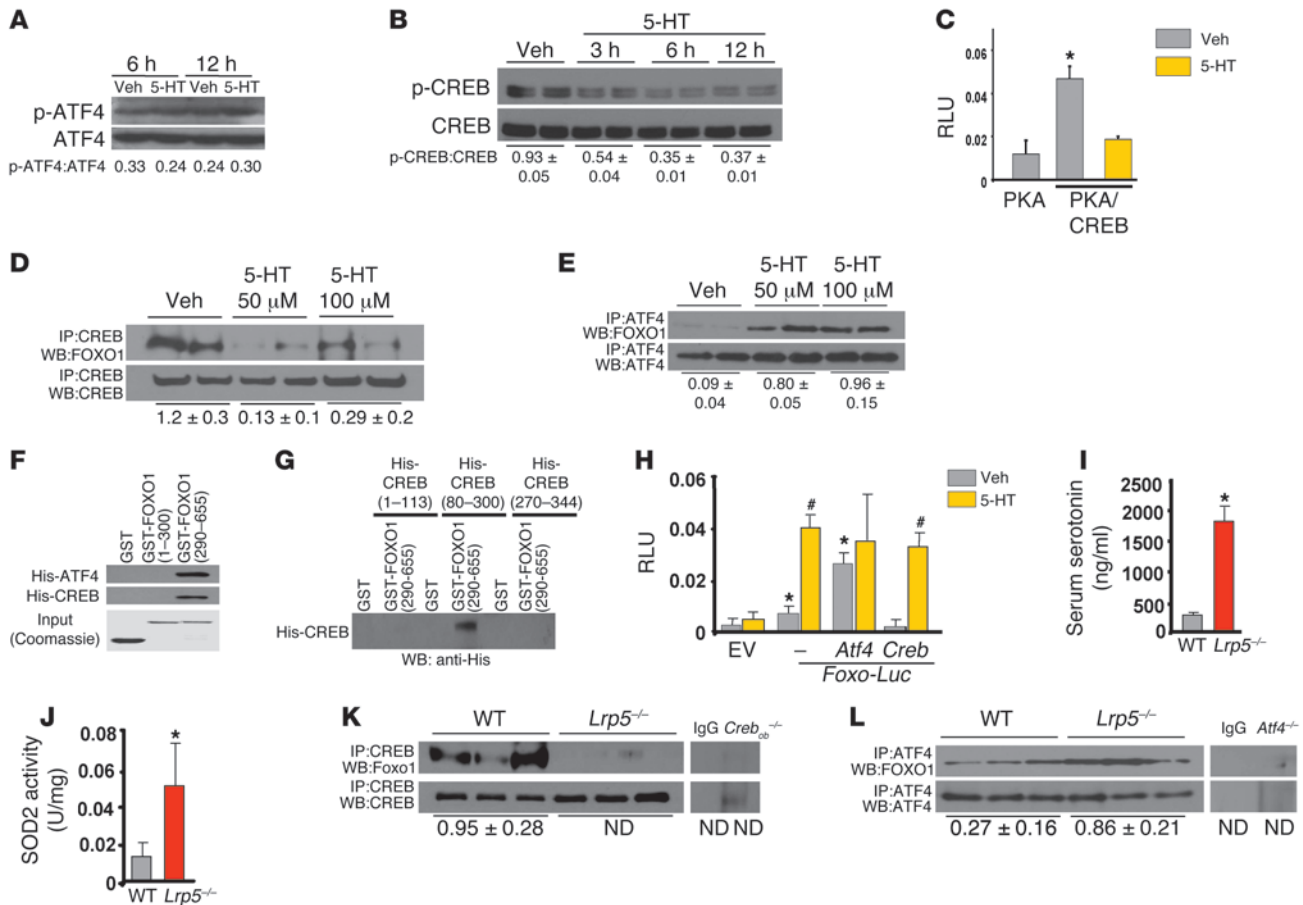 A
6 h 12 h
Veh 5-HT Veh 5-HT
p-ATF4
ATF4
p-ATF4:ATF4 0.33 0.24 0.24 0.30
B
5-HT
Veh 3 h 6 h 12 h
p-CREB
CREB
p-CREB:CREB 0.93 ± 0.54 ± 0.35 ± 0.37 ±
0.05 0.04 0.01 0.01
C
Veh
5-HT
RLU
0.06
0.04
0.02
0
*
PKA PKA/
CREB
D
5-HT 5-HT
Veh 50 μM 100 μM
IP:CREB
WB:FOXO1
IP:CREB
WB:CREB
1.2 ± 0.3 0.13 ± 0.1 0.29 ± 0.2
E
5-HT 5-HT
Veh 50 μM 100 μM
IP:ATF4
WB:FOXO1
IP:ATF4
WB:ATF4
0.09 ± 0.80 ± 0.96 ±
0.04 0.05 0.15
F
GST
GST-FOXO1
(1–300)
GST-FOXO1
(290–655)
His-ATF4
His-CREB
Input
(Coomassie)
G
His- His- His-
CREB CREB CREB
(1–113) (80–300) (270–344)
GST
GST-FOXO1
(290-655)
GST
GST-FOXO1
(290-655)
GST
GST-FOXO1
(290-655)
His-CREB
WB: anti-His
H
Veh
5-HT
RLU
0.06
0.04
0.02
0
* # * #
EV – Atf4 Creb
Foxo-Luc
I
Serum serotonin
(ng/ml)
2500
2000
1500
1000
500
0
*
WT Lrp5–/–
J
SOD2 activity
(U/mg)
0.08
0.06
0.04
0.02
0
*
WT Lrp5–/–
K
WT Lrp5–/– IgG Crebob–/–
IP:CREB
WB:Foxo1
IP:CREB
WB:CREB
0.95 ± 0.28 ND ND ND
L
WT Lrp5–/– IgG Atf4–/–
IP:ATF4
WB:FOXO1
IP:ATF4
WB:ATF4
0.27 ± 0.16 0.86 ± 0.21 ND ND